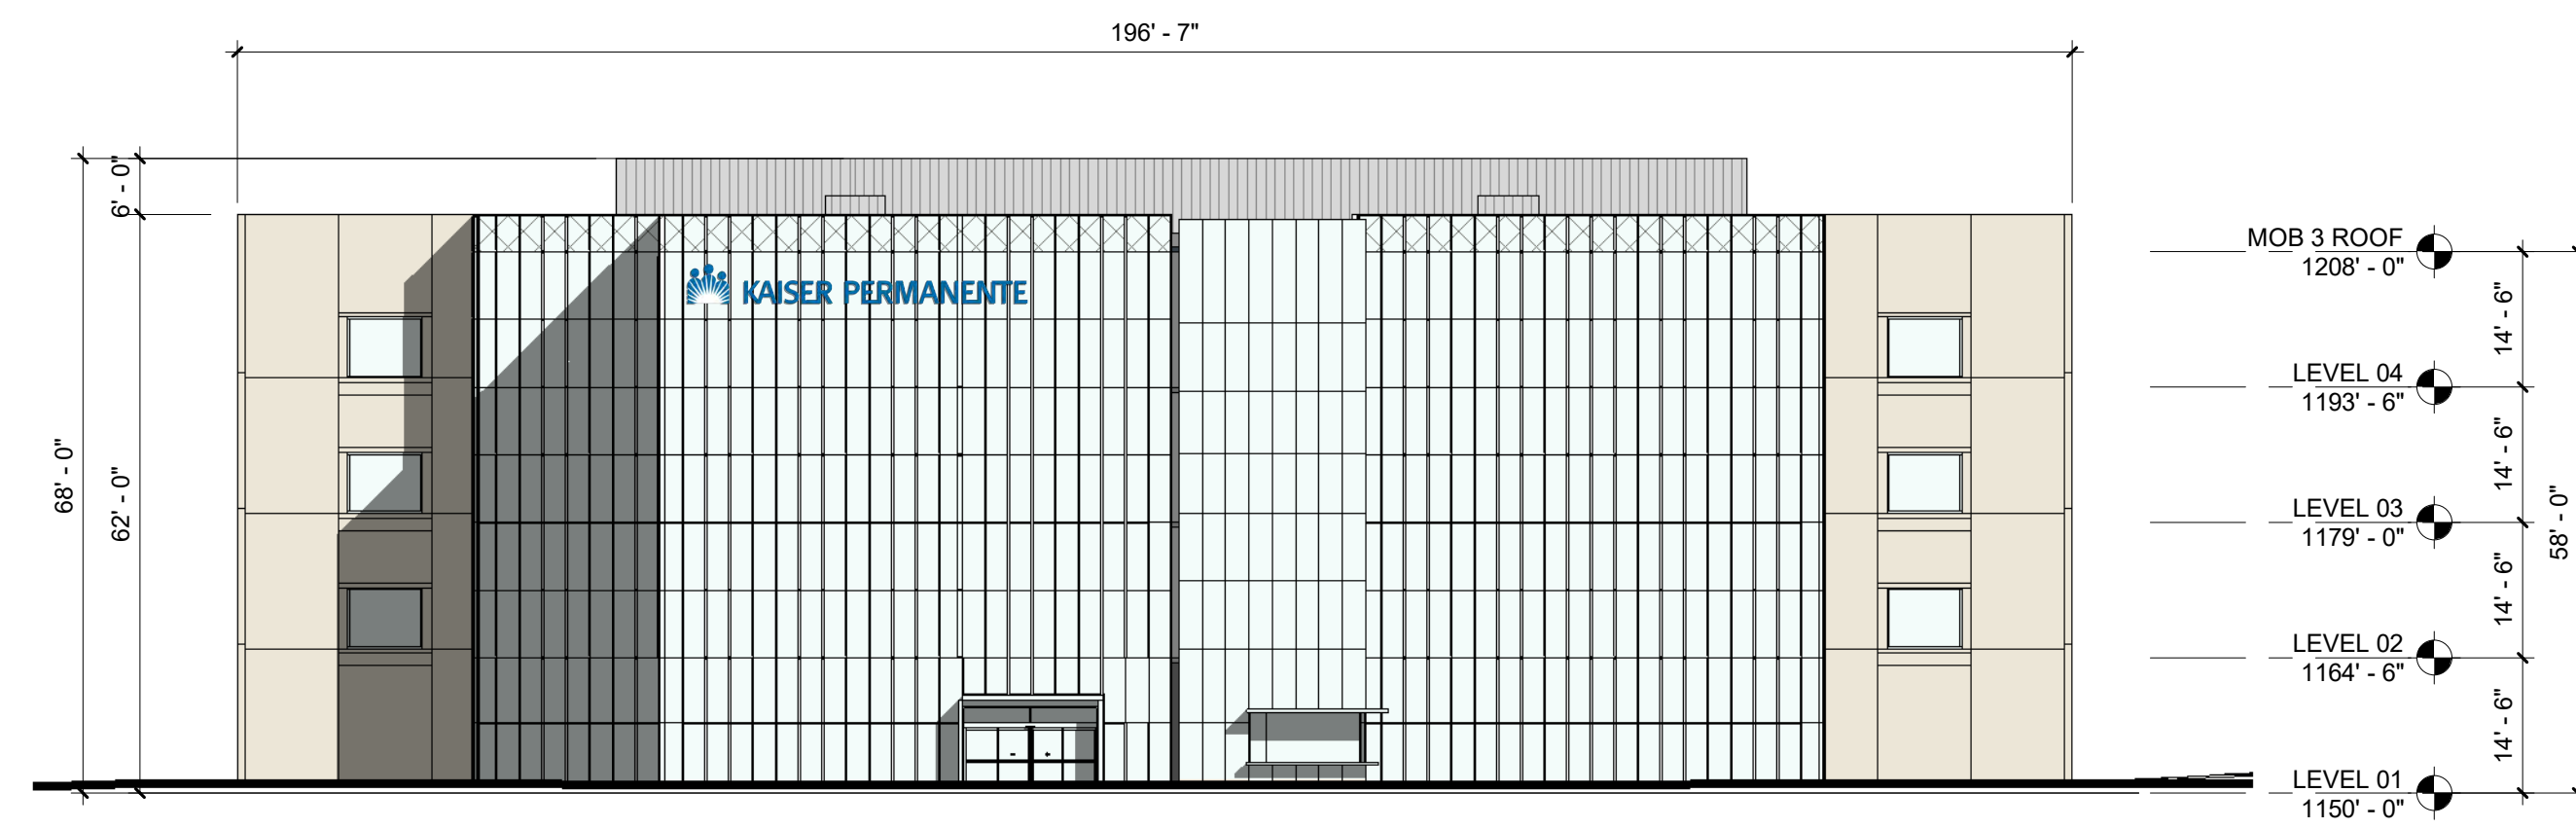 196' - 7"
6' - 0"
68' - 0"
62' - 0"
KAISER PERMANENTE
MOB 3 ROOF
1208' - 0"
14' - 6"
LEVEL 04
1193' - 6"
14' - 6"
LEVEL 03
1179' - 0"
58' - 0"
14' - 6"
LEVEL 02
1164' - 6"
14' - 6"
LEVEL 01
1150' - 0"